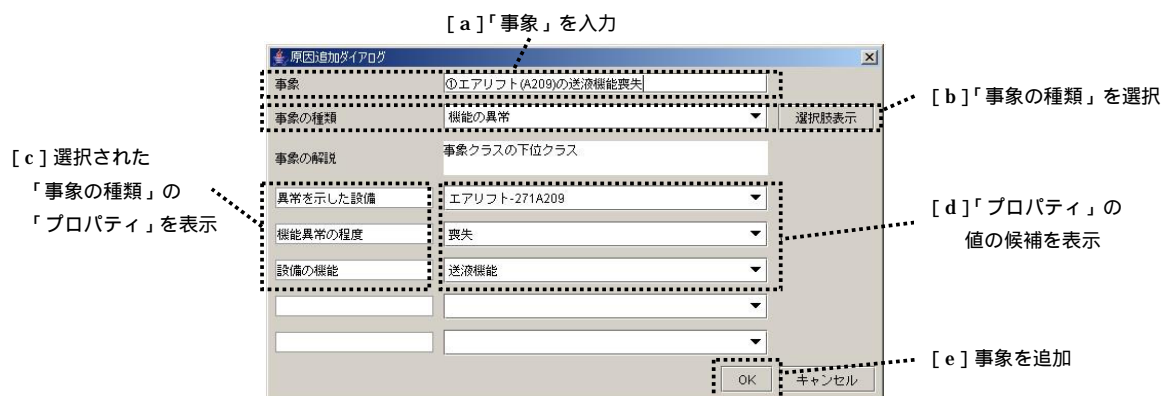 [a]「事象」を入力
原因追加ダイアログ
事象
①エアリフト(A209)の送液機能喪失
[b]「事象の種類」を選択
事象の種類
機能の異常
選択肢表示
事象の解説
事象クラスの下位クラス
[c]選択された
「事象の種類」の
「プロパティ」を表示
異常を示した設備
エアリフト-271A209
機能異常の程度
喪失
設備の機能
送液機能
[d]「プロパティ」の
値の候補を表示
OK
キャンセル
[e]事象を追加